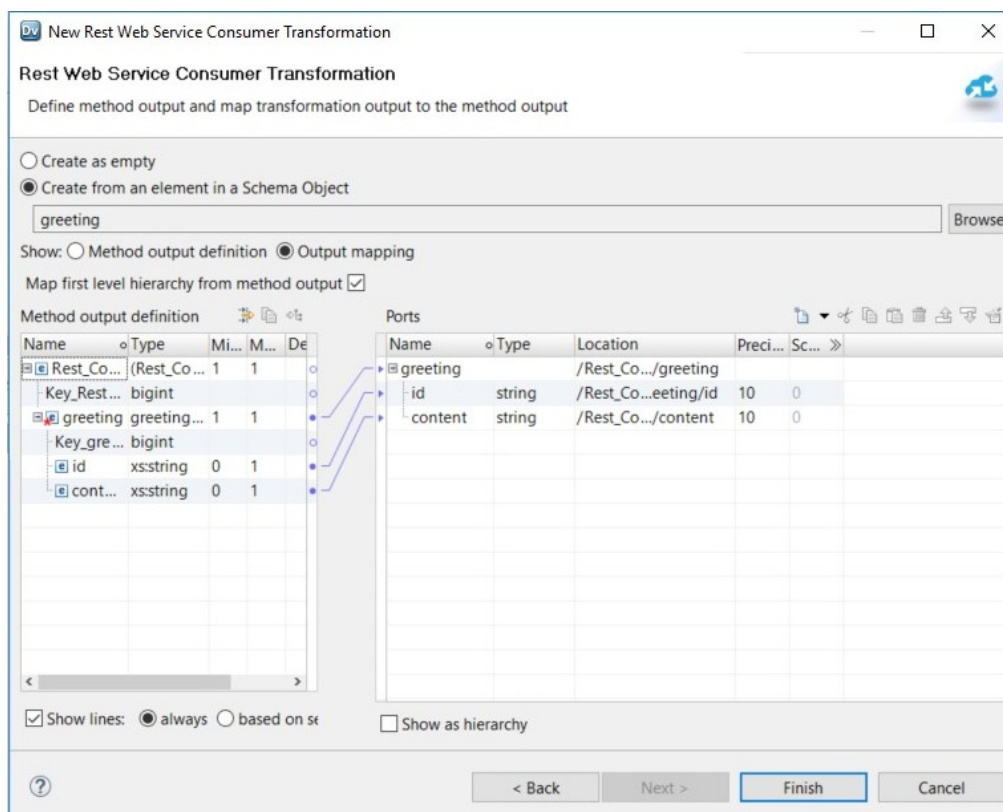 Dv New Rest Web Service Consumer Transformation
Rest Web Service Consumer Transformation
Define method output and map transformation output to the method output
Create as empty
Create from an element in a Schema Object
greeting Browse
Show: Method output definition Output mapping
Map first level hierarchy from method output
Method output definition Ports
Name Type Mi... M... De Name Type Location Preci... Sc... »
Rest_Co... (Rest_Co... 1 1 greeting /Rest_Co.../greeting
Key_Rest bigint id string /Rest_Co...eeting/id 10 0
greeting greeting... 1 1 content string /Rest_Co.../content 10 0
Key_gre... bigint
e id xs:string 0 1
e cont... xs:string 0 1
Show lines: always based on se Show as hierarchy
? < Back Next > Finish Cancel